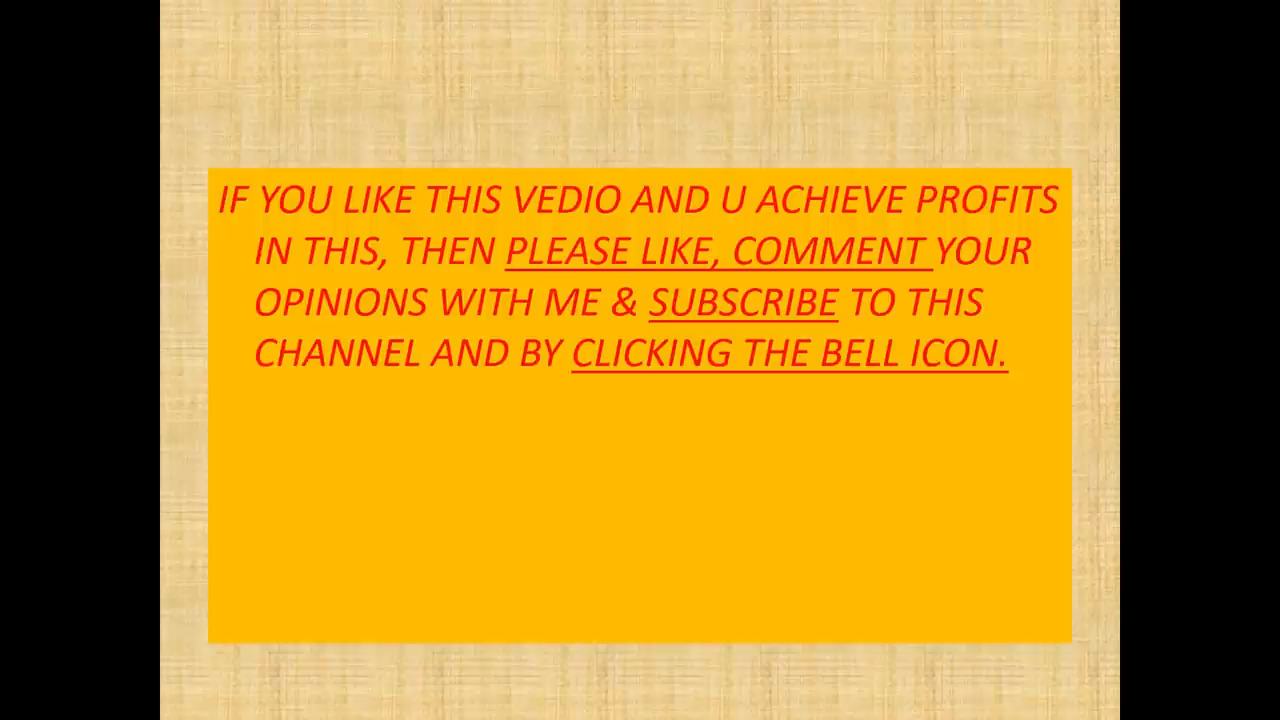 IF YOU LIKE THIS VEDIO AND U ACHIEVE PROFITS
IN THIS, THEN PLEASE LIKE, COMMENT YOUR
OPINIONS WITH ME & SUBSCRIBE TO THIS
CHANNEL AND BY CLICKING THE BELL ICON.